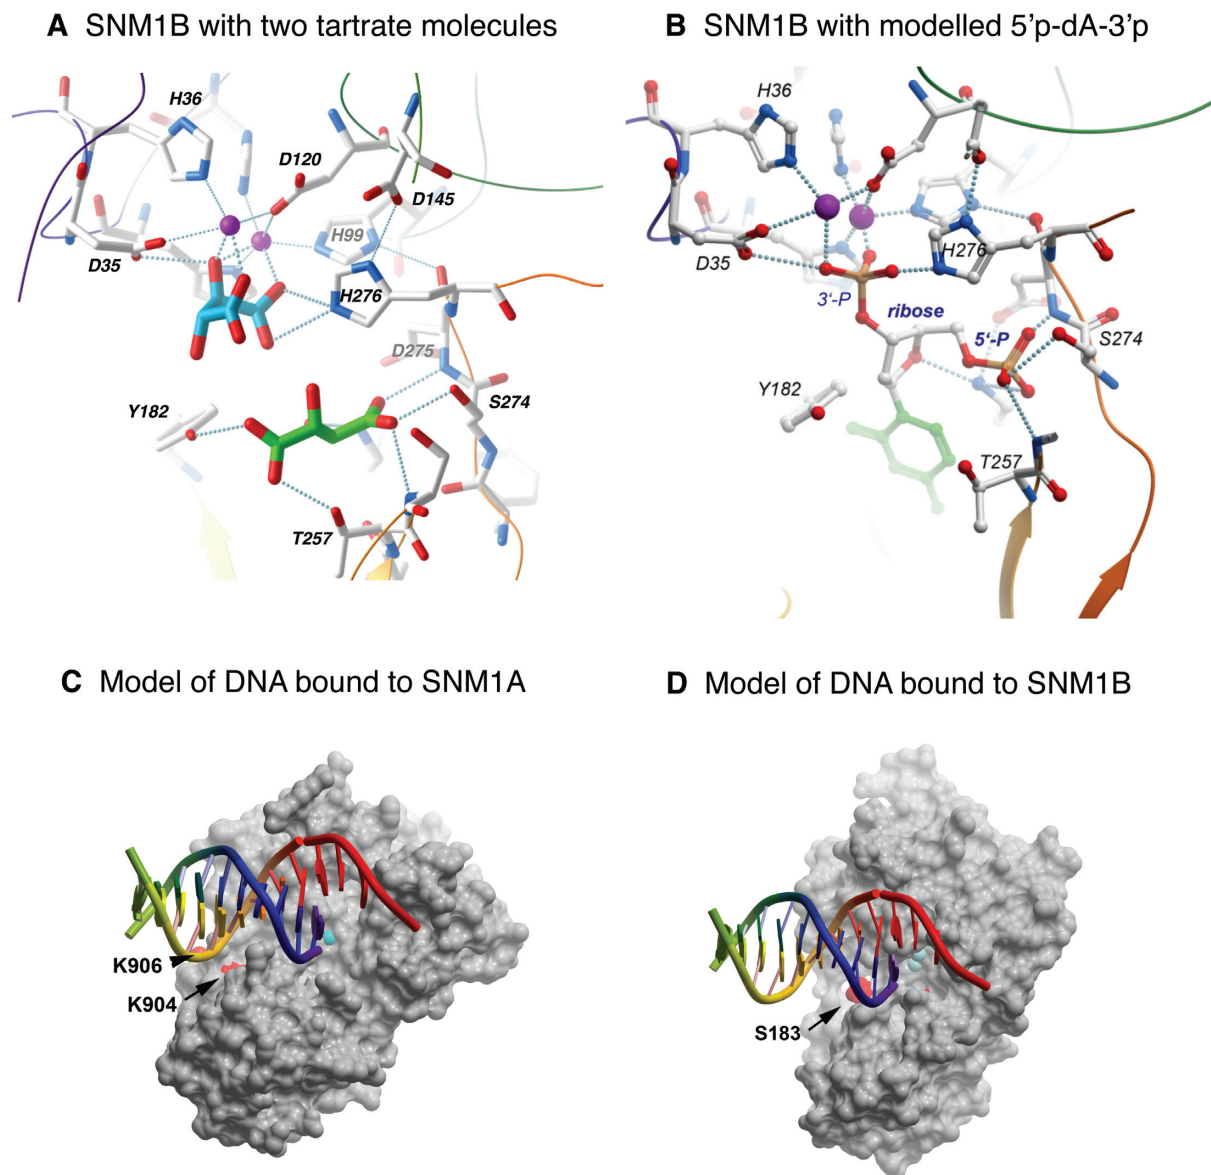 A SNM1B with two tartrate molecules
H36
D120
D145
H99
D35
H276
D275
Y182
S274
T257
B SNM1B with modelled 5'p-dA-3'p
H36
D35
H276
3'-P
ribose
5'-P
S274
Y182
T257
C Model of DNA bound to SNM1A
K906
K904
D Model of DNA bound to SNM1B
S183